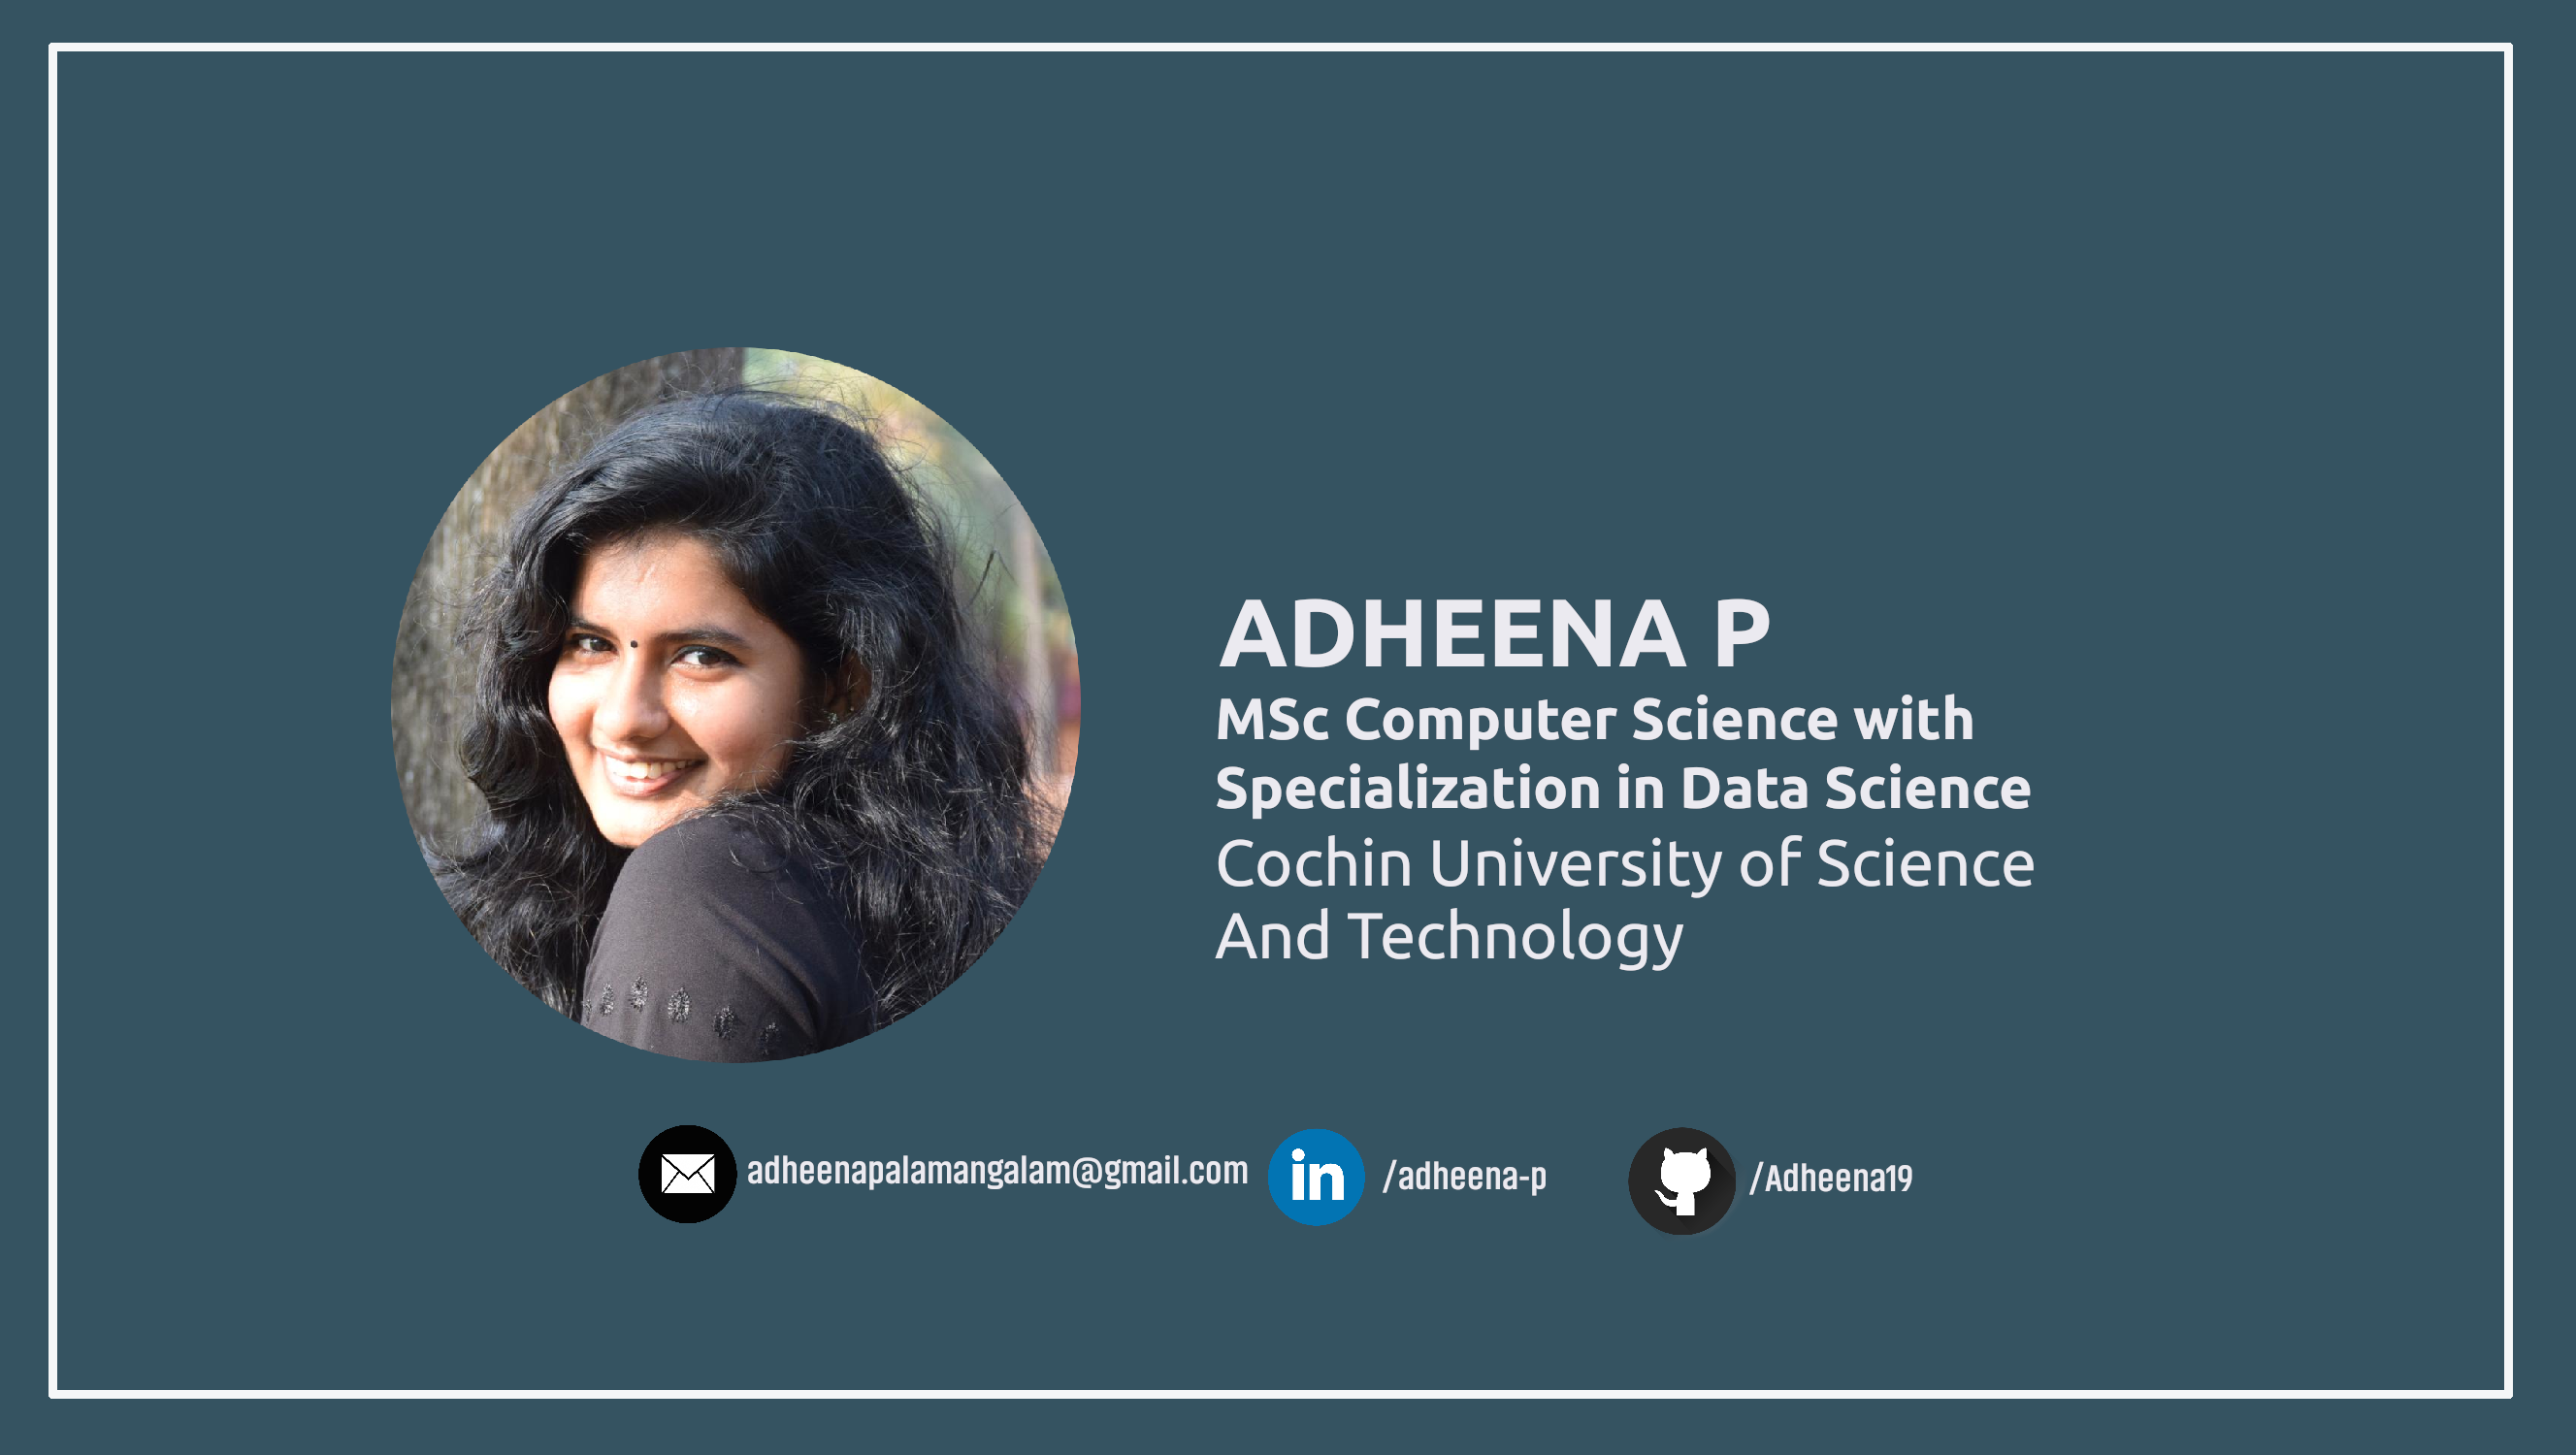 ADHEENA P
MSc Computer Science with
Specialization in Data Science
Cochin University of Science
And Technology
adheenapalamangalam@gmail.com
in /adheena-p
/Adheena19